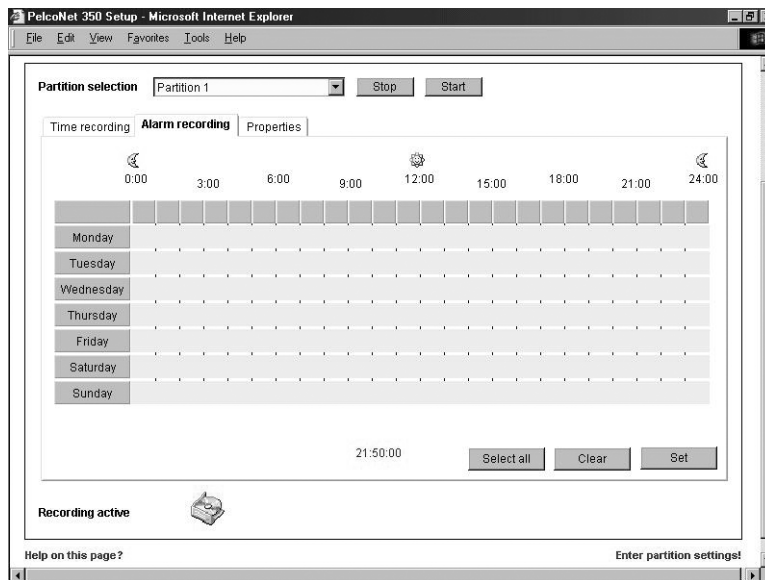 PelcoNet 350 Setup - Microsoft Internet Explorer
File Edit View Favorites Tools Help
Partition selection Partition 1 Stop Start
Time recording Alarm recording Properties
0:00 3:00 6:00 9:00 12:00 15:00 18:00 21:00 24:00
Monday
Tuesday
Wednesday
Thursday
Friday
Saturday
Sunday
21:50:00 Select all Clear Set
Recording active
Help on this page? Enter partition settings!